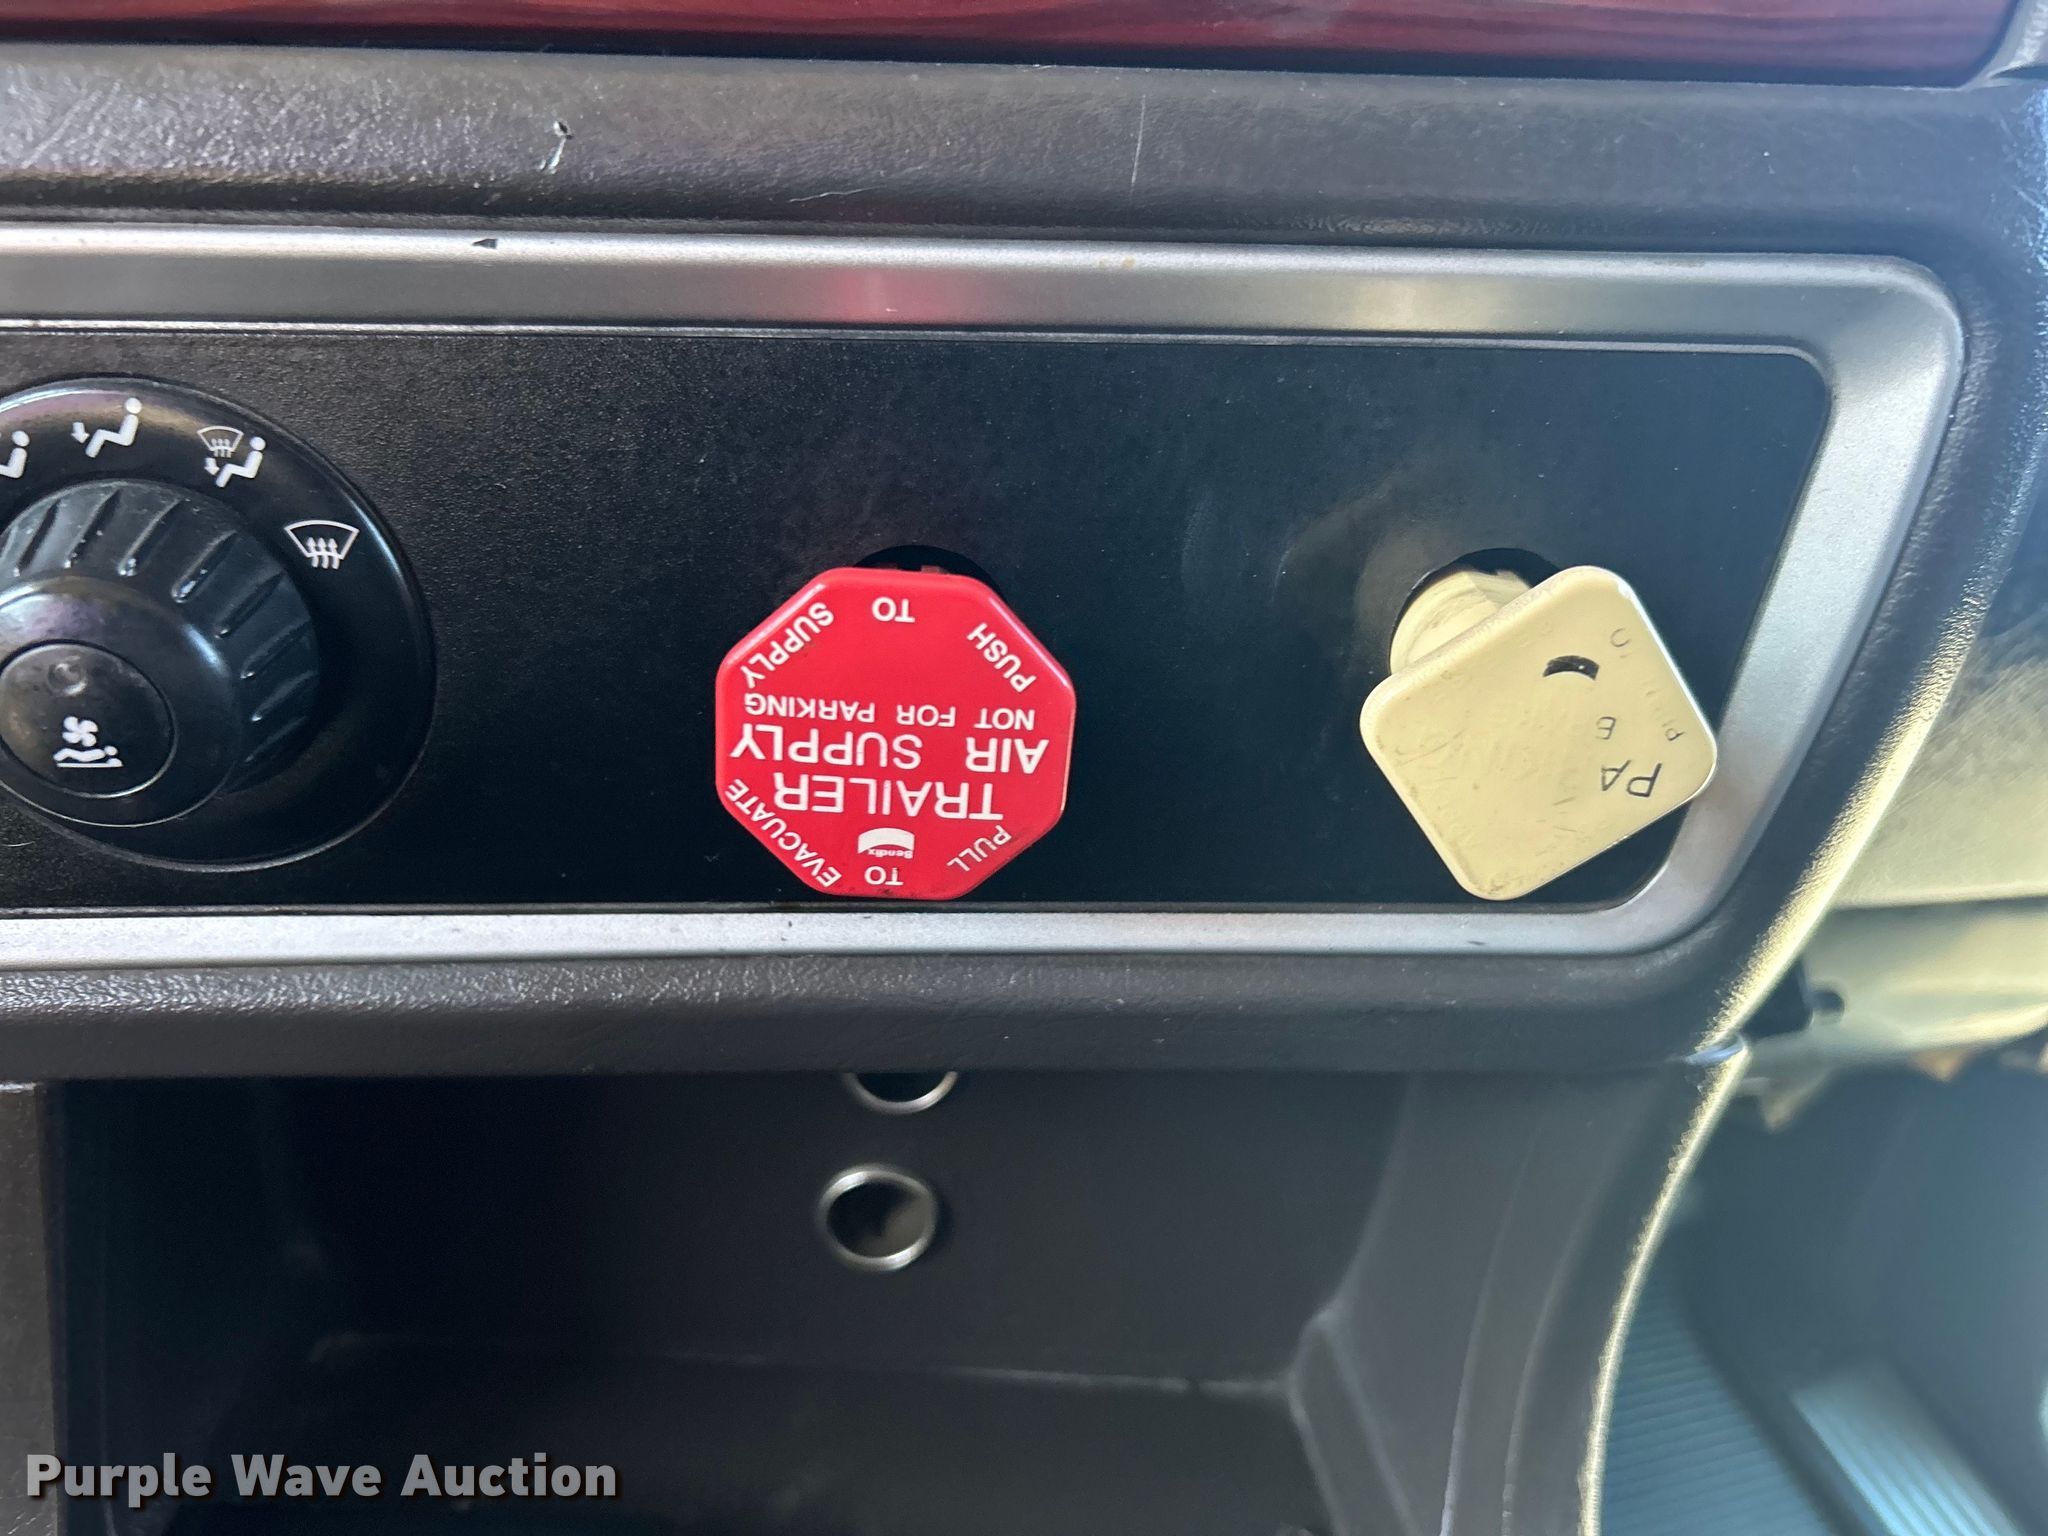 PULL TO EVACUATE
Bendix
TRAILER
AIR SUPPLY
NOT FOR PARKING
PUSH TO SUPPLY
PA
Purple Wave Auction